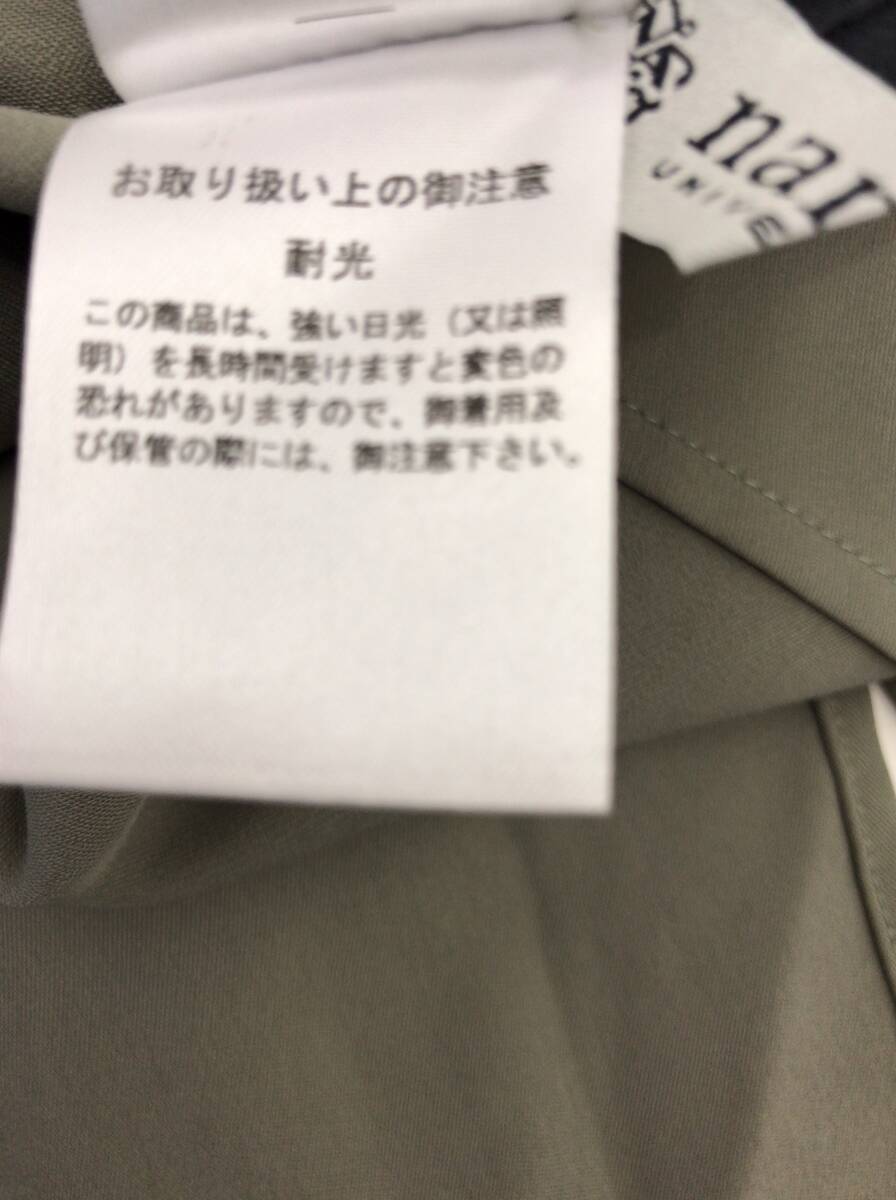 お取り扱い上の御注意
耐光
この商品は、強い日光（又は照
明）を長時間受けますと変色の
恐れがありますので、御着用及
び保管の際には、御注意下さい。